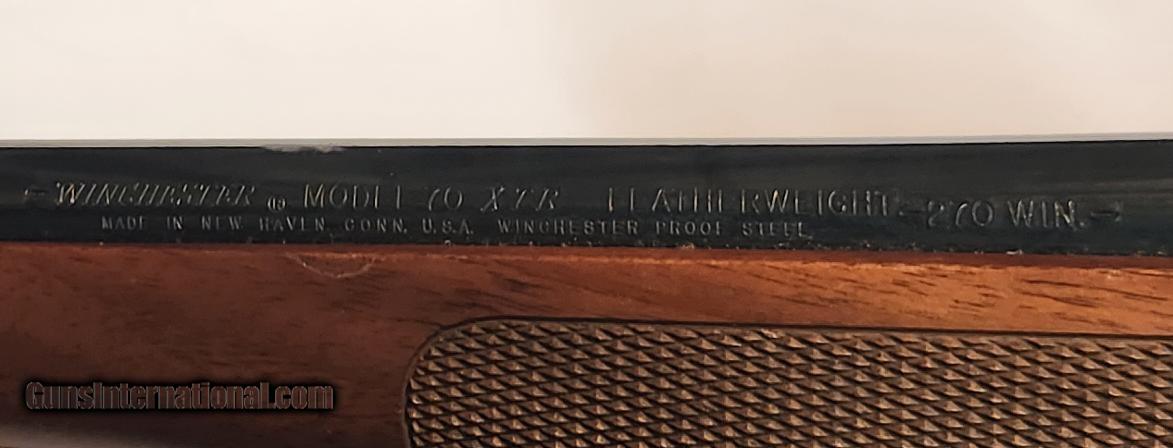 -WINCHESTER ® MODEL 70 XTR FEATHERWEIGHT -270 WIN.-
MADE IN NEW HAVEN, CONN. U.S.A. WINCHESTER PROOF STEEL
GunsInternational.com